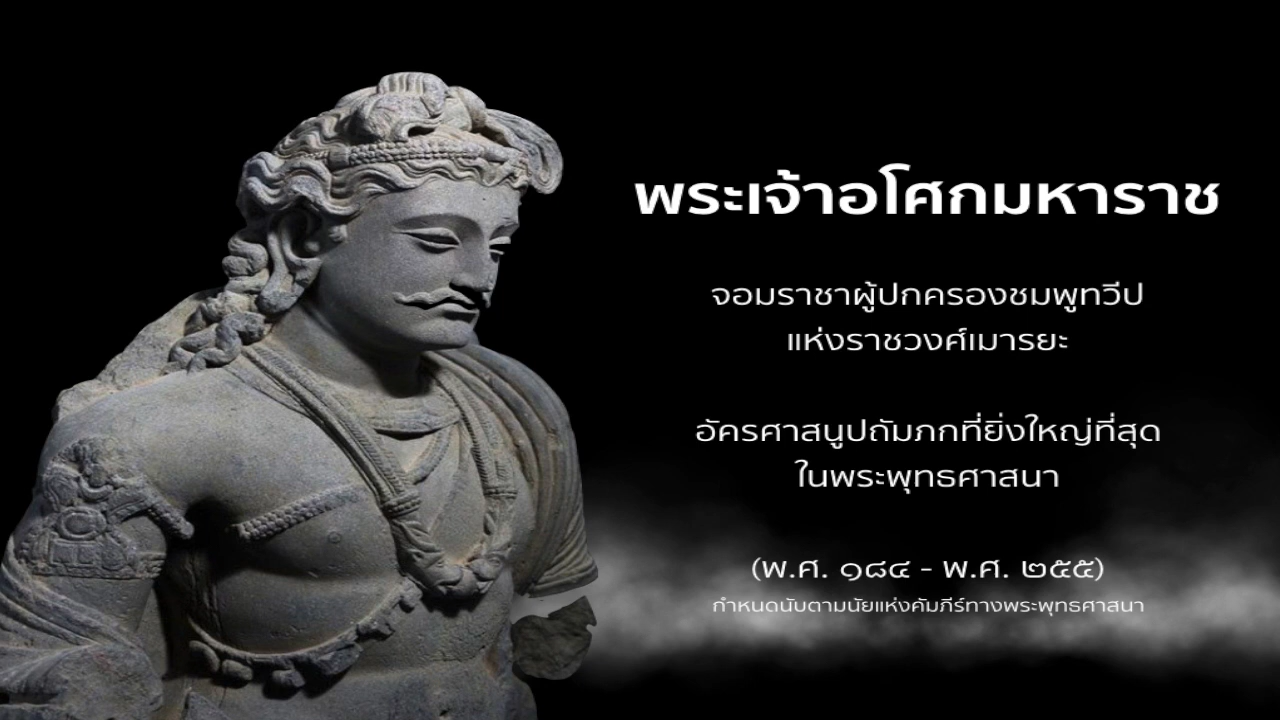 พระเจ้าอโศกมหาราช
จอมราชาผู้ปกครองชมพูทวีป
แห่งราชวงศ์เมารยะ
อัครศาสนูปถัมภกที่ยิ่งใหญ่ที่สุด
ในพระพุทธศาสนา
(พ.ศ. ๑๘๔ - พ.ศ. ๒๕๕)
กำหนดนับตามนัยแห่งคัมภีร์ทางพระพุทธศาสนา